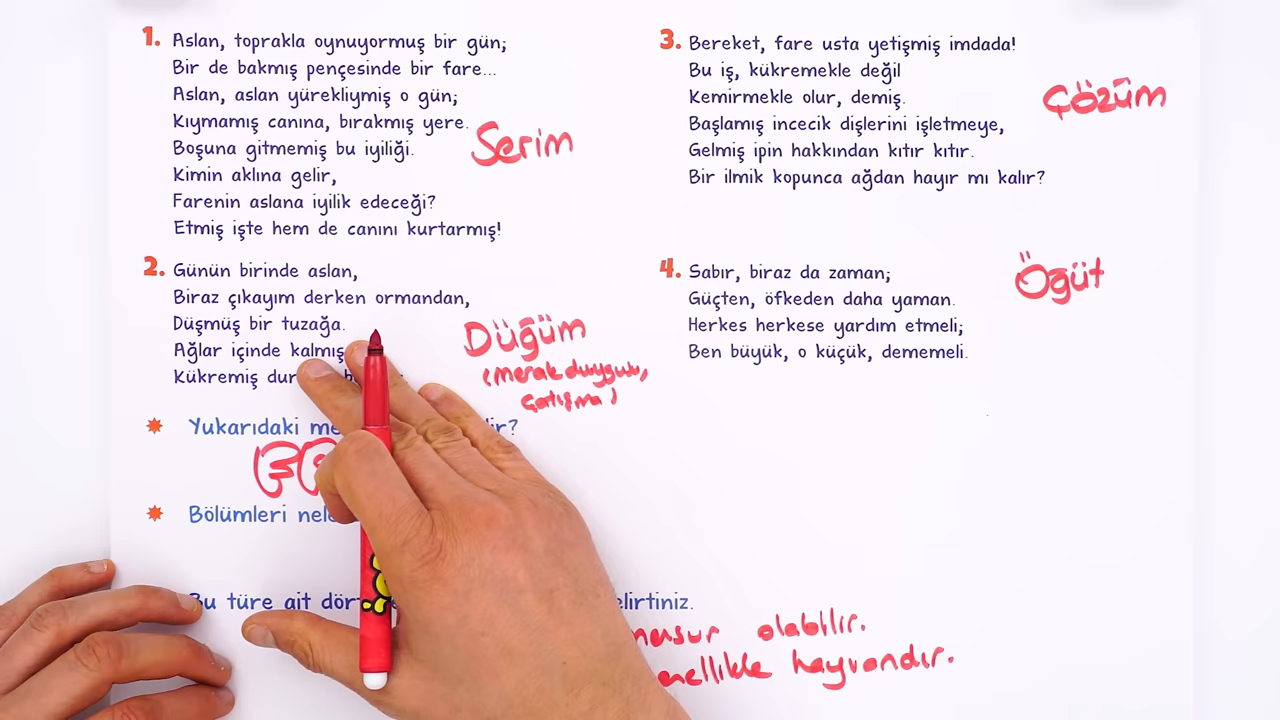 1. Aslan, toprakla oynuyormuş bir gün;
Bir de bakmış pençesinde bir fare...
Aslan, aslan yürekliymiş o gün;
Kıymamış canına, bırakmış yere.
Boşuna gitmemiş bu iyiliği.
Kimin aklına gelir,
Farenin aslana iyilik edeceği?
Etmiş işte hem de canını kurtarmış!
Serim
2. Günün birinde aslan,
Biraz çıkayım derken ormandan,
Düşmüş bir tuzağa.
Ağlar içinde kalmış
Kükremiş
Düğüm
(merak duygusu,
çatışma)
3. Bereket, fare usta yetişmiş imdada!
Bu iş, kükremekle değil
Kemirmekle olur, demiş.
Başlamış incecik dişlerini işletmeye,
Gelmiş ipin hakkından kıtır kıtır.
Bir ilmik kopunca ağdan hayır mı kalır?
Çözüm
4. Sabır, biraz da zaman;
Güçten, öfkeden daha yaman.
Herkes herkese yardım etmeli;
Ben büyük, o küçük, dememeli.
Öğüt
Yukarıdaki
Bölümleri
Bu türe ait
olabilir.
hayvandır.